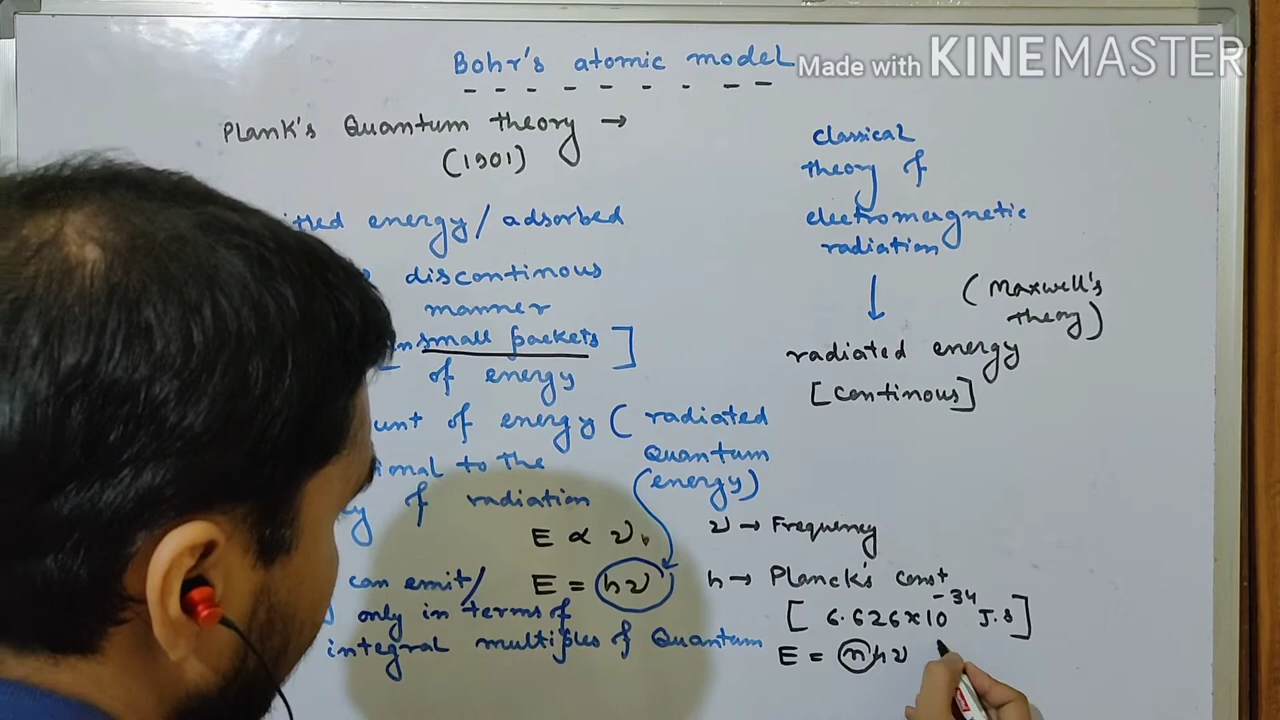 Bohr's atomic model
Made with KINEMASTER
Plank's Quantum theory →
(1901)
energy/adsorbed
discontinous
manner
small packets ]
of energy
of energy ( radiated
Quantum
(energy)
to the
of radiation
E ∝ ν
can emit/ E = hν
only in terms of
integral multiples of Quantum
classical
theory of
electromagnetic
radiation
↓
(Maxwell's
theory)
radiated energy
[continous]
ν → Frequency
h → Planck's const
[ 6.626×10⁻³⁴ J.s ]
E = nhν